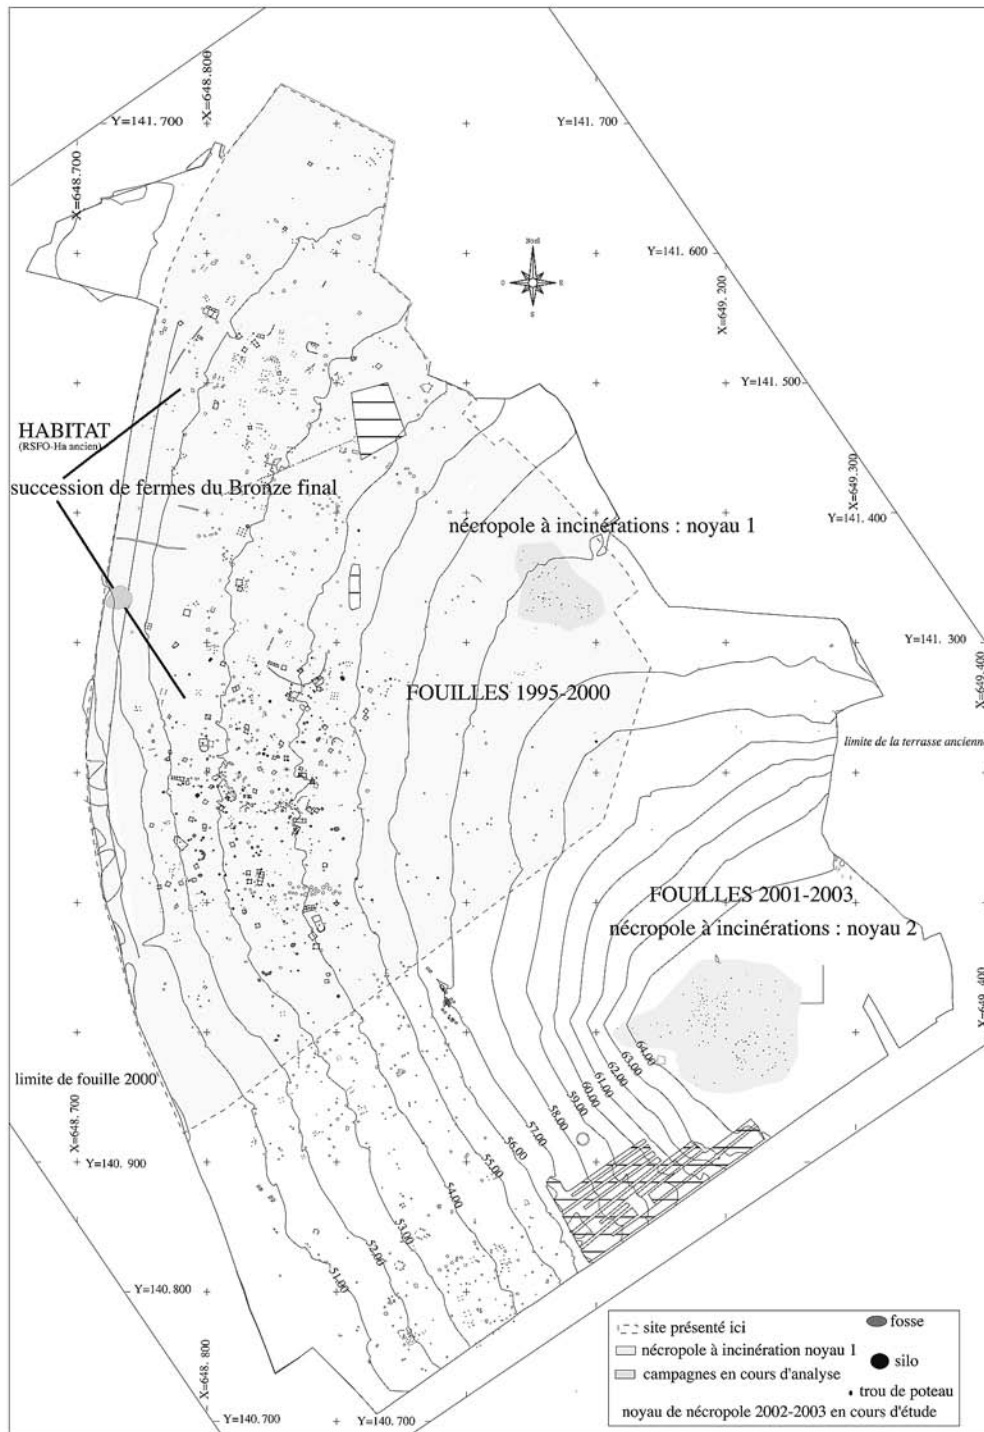 X=648.800
Y=141.700
Y=141.700
X=648.700
Y=141.600
Nord
O
E
S
X=649.200
Y=141.500
HABITAT
(RSFO-Ha ancien)
succession de fermes du Bronze final
X=649.300
Y=141.400
nécropole à incinérations : noyau 1
Y=141.300
X=649.400
FOUILLES 1995-2000
limite de la terrasse ancienne
FOUILLES 2001-2003
nécropole à incinérations : noyau 2
X=649.400
limite de fouille 2000
64.00
63.00
62.00
61.00
60.00
59.00
58.00
57.00
56.00
55.00
54.00
53.00
52.00
51.00
X=648.700
Y=140.900
Y=140.800
X=648.800
Y=140.700
Y=140.700
site présenté ici
nécropole à incinération noyau 1
campagnes en cours d'analyse
fosse
silo
trou de poteau
noyau de nécropole 2002-2003 en cours d'étude